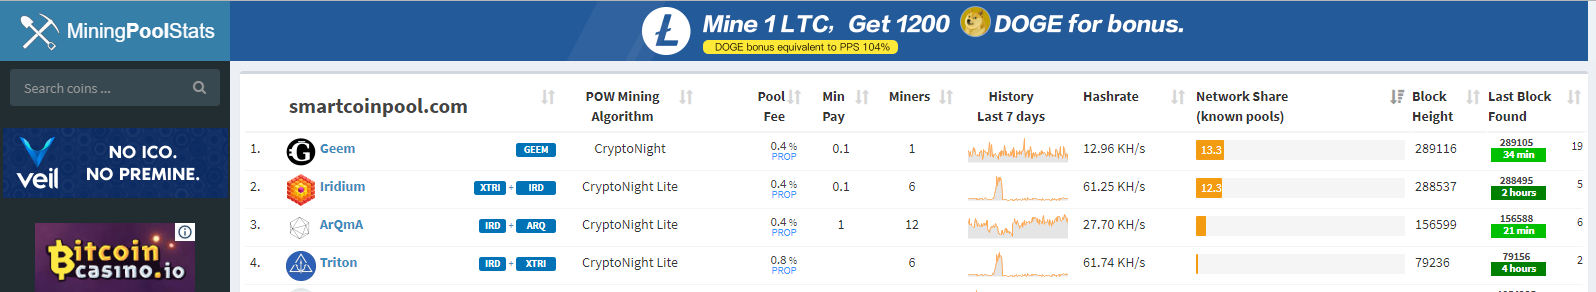 MiningPoolStats
Mine 1 LTC, Get 1200 DOGE for bonus.
DOGE bonus equivalent to PPS 104%
Search coins ...
veil
NO ICO.
NO PREMINE.
Bitcoin
casino.io
smartcoinpool.com
POW Mining
Algorithm
Pool
Fee
Min
Pay
Miners
History
Last 7 days
Hashrate
Network Share
(known pools)
Block
Height
Last Block
Found
1. Geem GEEM CryptoNight 0.4 % PROP 0.1 1 12.96 KH/s 13.3 289116 289105 34 min 19
2. Iridium XTRI + IRD CryptoNight Lite 0.4 % PROP 0.1 6 61.25 KH/s 12.3 288537 288495 2 hours 5
3. ArQmA IRD + ARQ CryptoNight Lite 0.4 % PROP 1 12 27.70 KH/s 156599 156588 21 min 6
4. Triton IRD + XTRI CryptoNight Lite 0.8 % PROP 6 61.74 KH/s 79236 79156 4 hours 2